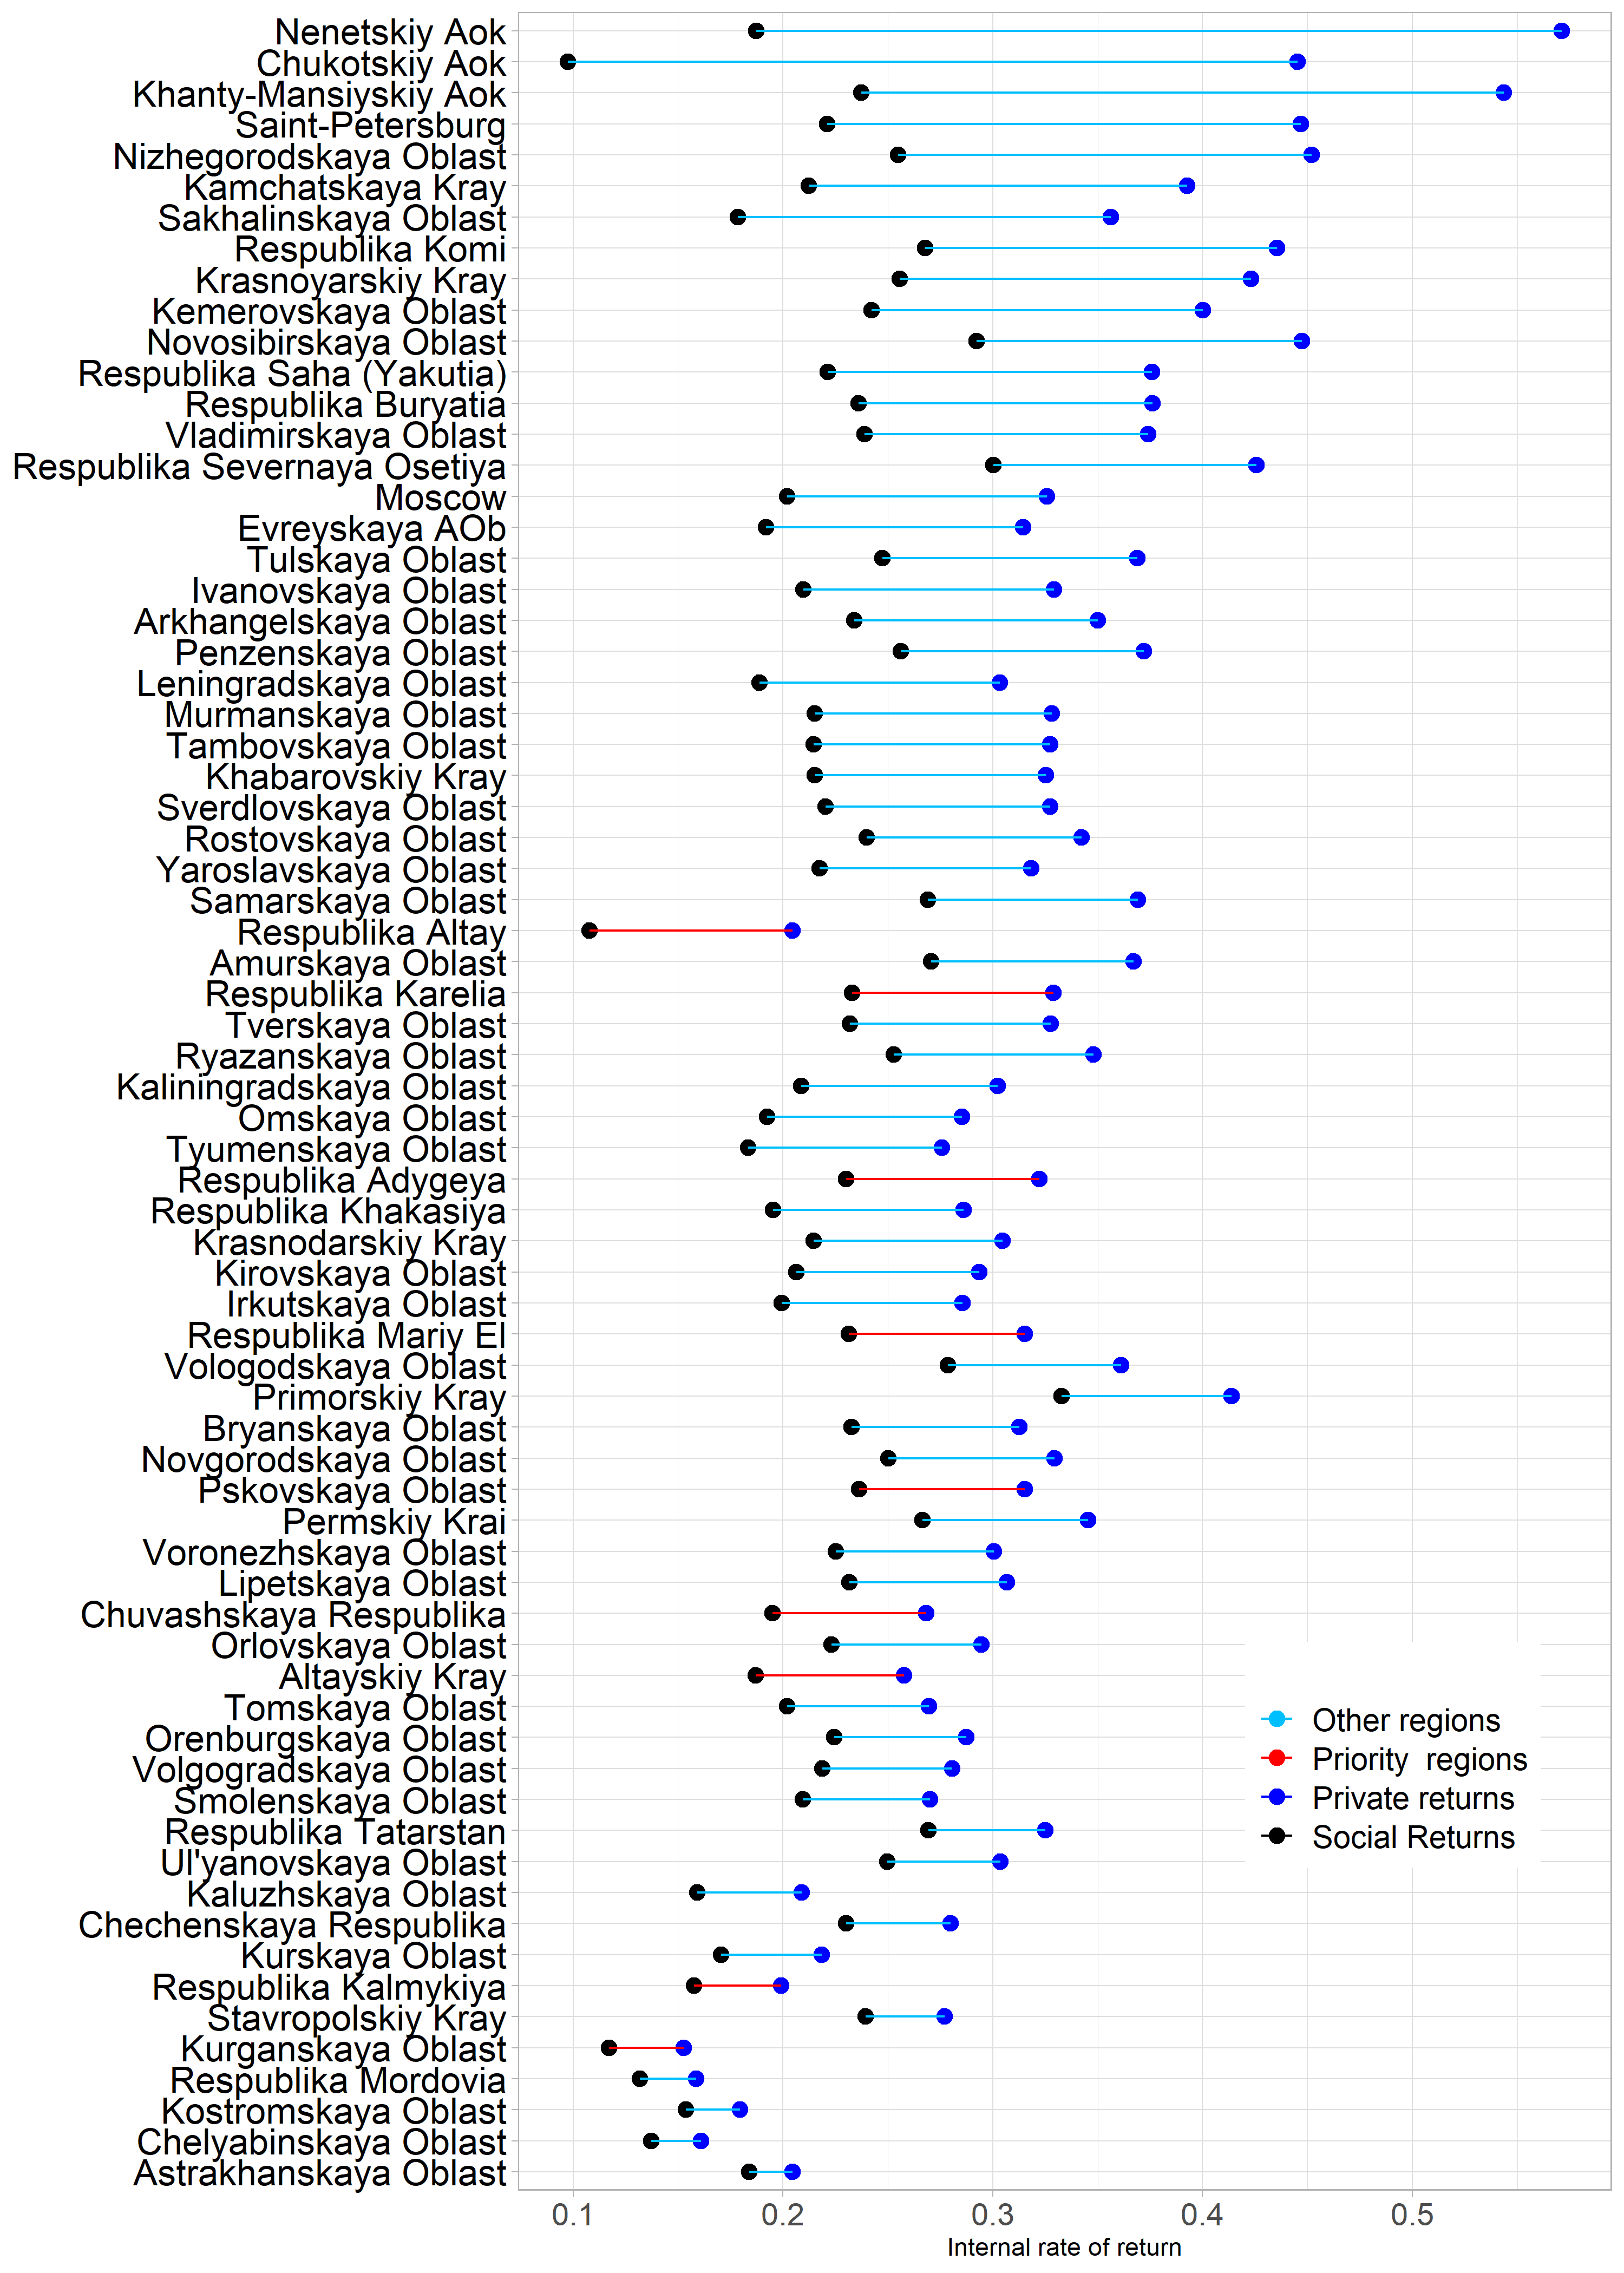 Nenetskiy Aok
Chukotskiy Aok
Khanty-Mansiyskiy Aok
Saint-Petersburg
Nizhegorodskaya Oblast
Kamchatskaya Kray
Sakhalinskaya Oblast
Respublika Komi
Krasnoyarskiy Kray
Kemerovskaya Oblast
Novosibirskaya Oblast
Respublika Saha (Yakutia)
Respublika Buryatia
Vladimirskaya Oblast
Respublika Severnaya Osetiya
Moscow
Evreyskaya AOb
Tulskaya Oblast
Ivanovskaya Oblast
Arkhangelskaya Oblast
Penzenskaya Oblast
Leningradskaya Oblast
Murmanskaya Oblast
Tambovskaya Oblast
Khabarovskiy Kray
Sverdlovskaya Oblast
Rostovskaya Oblast
Yaroslavskaya Oblast
Samarskaya Oblast
Respublika Altay
Amurskaya Oblast
Respublika Karelia
Tverskaya Oblast
Ryazanskaya Oblast
Kaliningradskaya Oblast
Omskaya Oblast
Tyumenskaya Oblast
Respublika Adygeya
Respublika Khakasiya
Krasnodarskiy Kray
Kirovskaya Oblast
Irkutskaya Oblast
Respublika Mariy El
Vologodskaya Oblast
Primorskiy Kray
Bryanskaya Oblast
Novgorodskaya Oblast
Pskovskaya Oblast
Permskiy Krai
Voronezhskaya Oblast
Lipetskaya Oblast
Chuvashskaya Respublika
Orlovskaya Oblast
Altayskiy Kray
Tomskaya Oblast
Orenburgskaya Oblast
Volgogradskaya Oblast
Smolenskaya Oblast
Respublika Tatarstan
Ul'yanovskaya Oblast
Kaluzhskaya Oblast
Chechenskaya Respublika
Kurskaya Oblast
Respublika Kalmykiya
Stavropolskiy Kray
Kurganskaya Oblast
Respublika Mordovia
Kostromskaya Oblast
Chelyabinskaya Oblast
Astrakhanskaya Oblast
Other regions
Priority  regions
Private returns
Social Returns
0.1 0.2 0.3 0.4 0.5
Internal rate of return